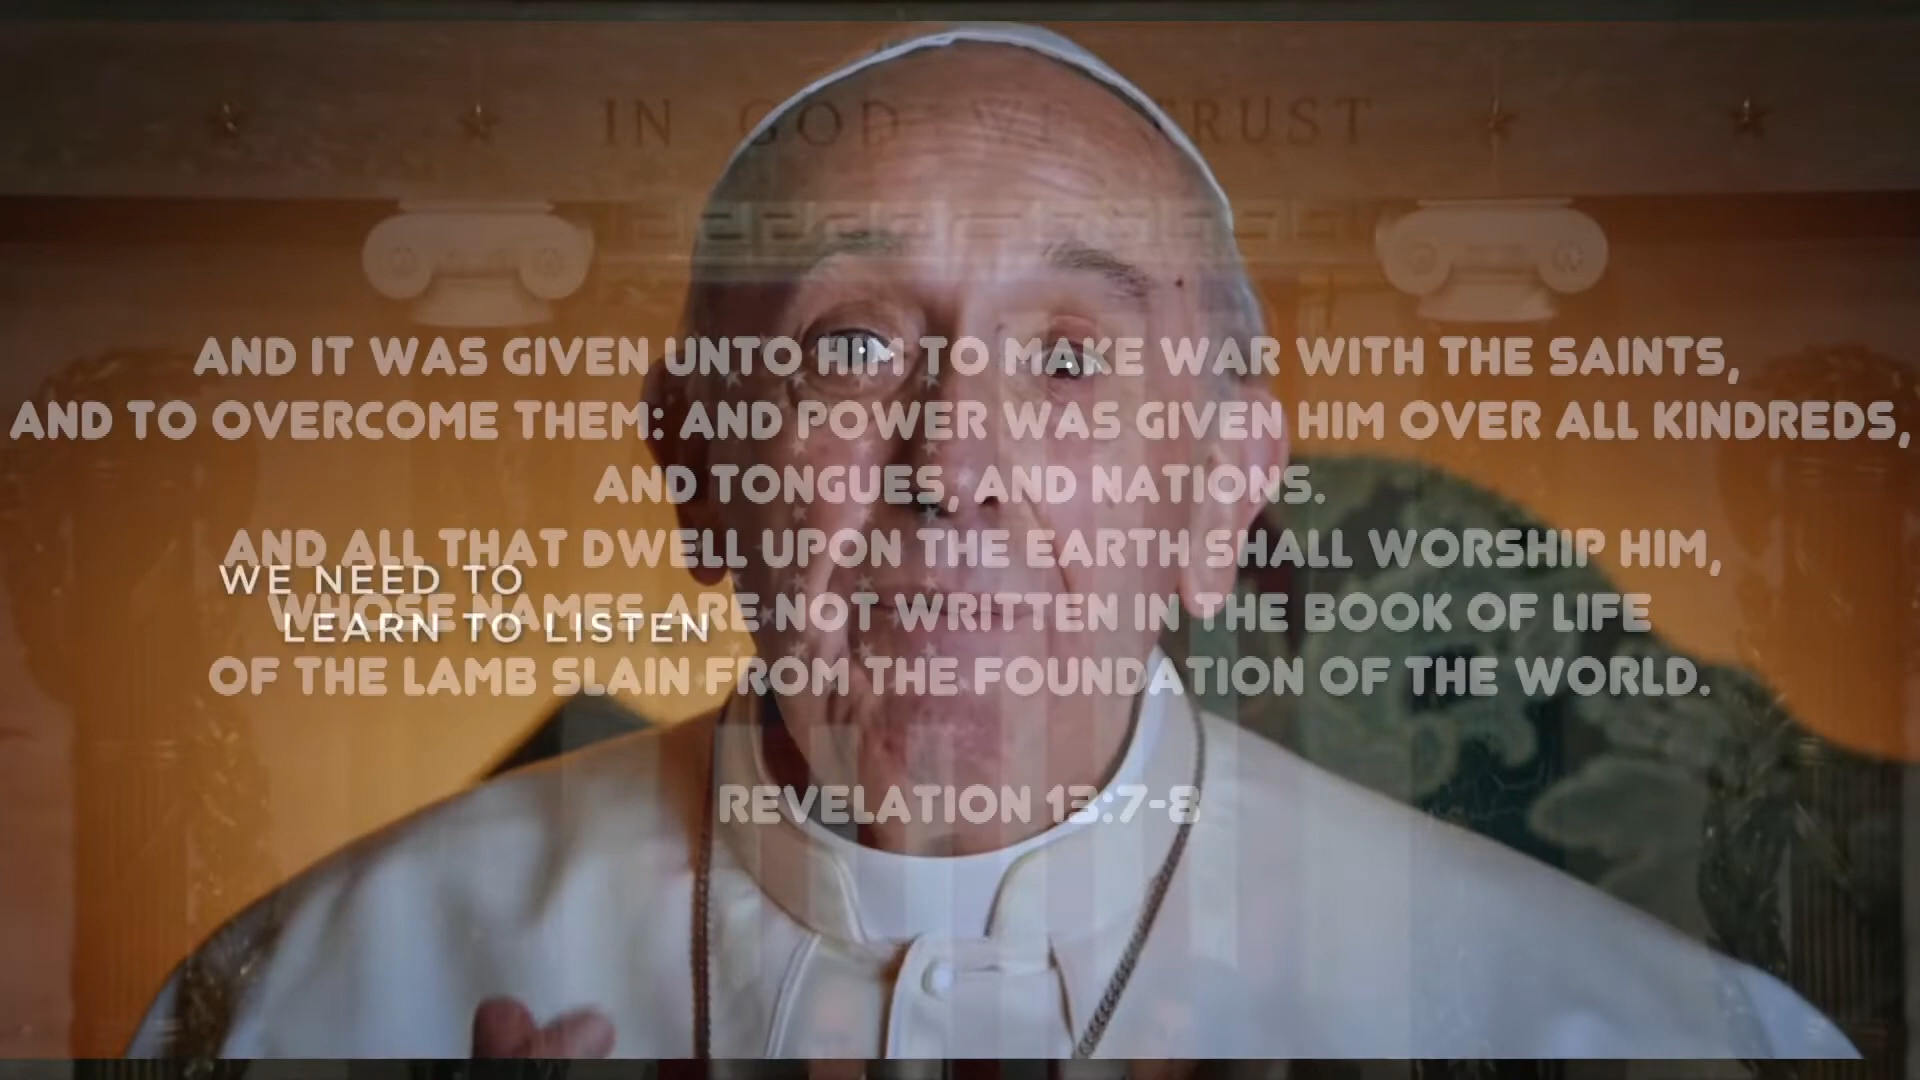 IN GOD WE TRUST
AND IT WAS GIVEN UNTO HIM TO MAKE WAR WITH THE SAINTS,
AND TO OVERCOME THEM: AND POWER WAS GIVEN HIM OVER ALL KINDREDS,
AND TONGUES, AND NATIONS.
AND ALL THAT DWELL UPON THE EARTH SHALL WORSHIP HIM,
WHOSE NAMES ARE NOT WRITTEN IN THE BOOK OF LIFE
OF THE LAMB SLAIN FROM THE FOUNDATION OF THE WORLD.
REVELATION 13:7-8
WE NEED TO
LEARN TO LISTEN